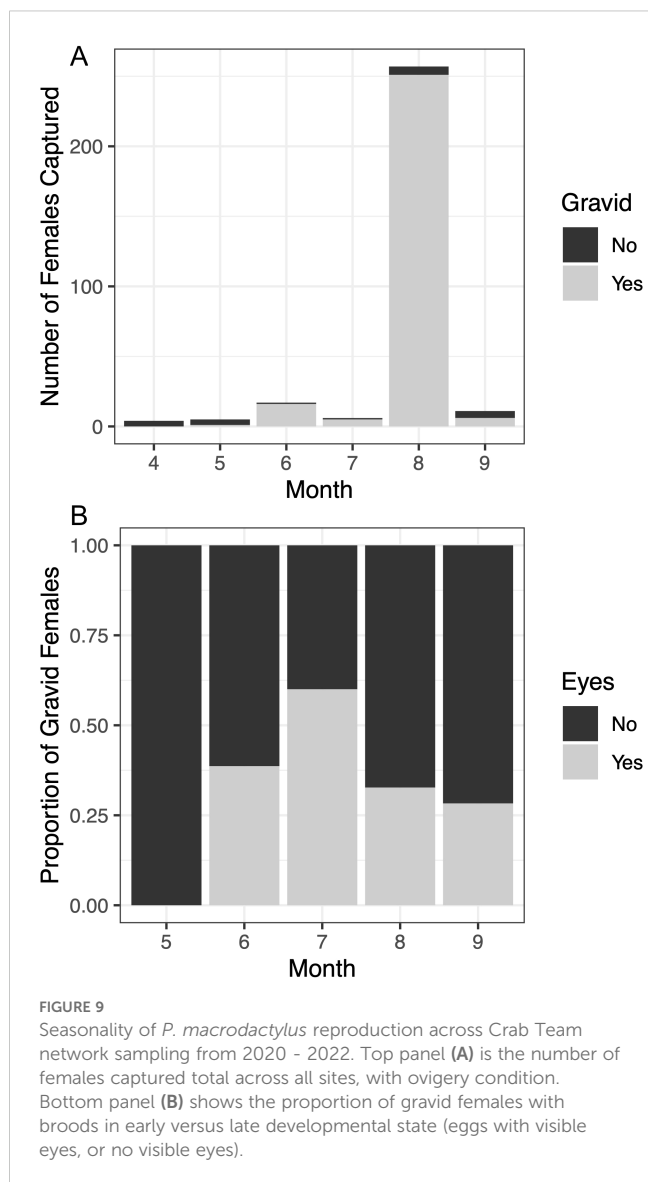 A
Number of Females Captured
200
100
0
4 5 6 7 8 9
Month
Gravid
No
Yes
B
Proportion of Gravid Females
1.00
0.75
0.50
0.25
0.00
5 6 7 8 9
Month
Eyes
No
Yes
FIGURE 9
Seasonality of P. macrodactylus reproduction across Crab Team
network sampling from 2020 - 2022. Top panel (A) is the number of
females captured total across all sites, with ovigery condition.
Bottom panel (B) shows the proportion of gravid females with
broods in early versus late developmental state (eggs with visible
eyes, or no visible eyes).